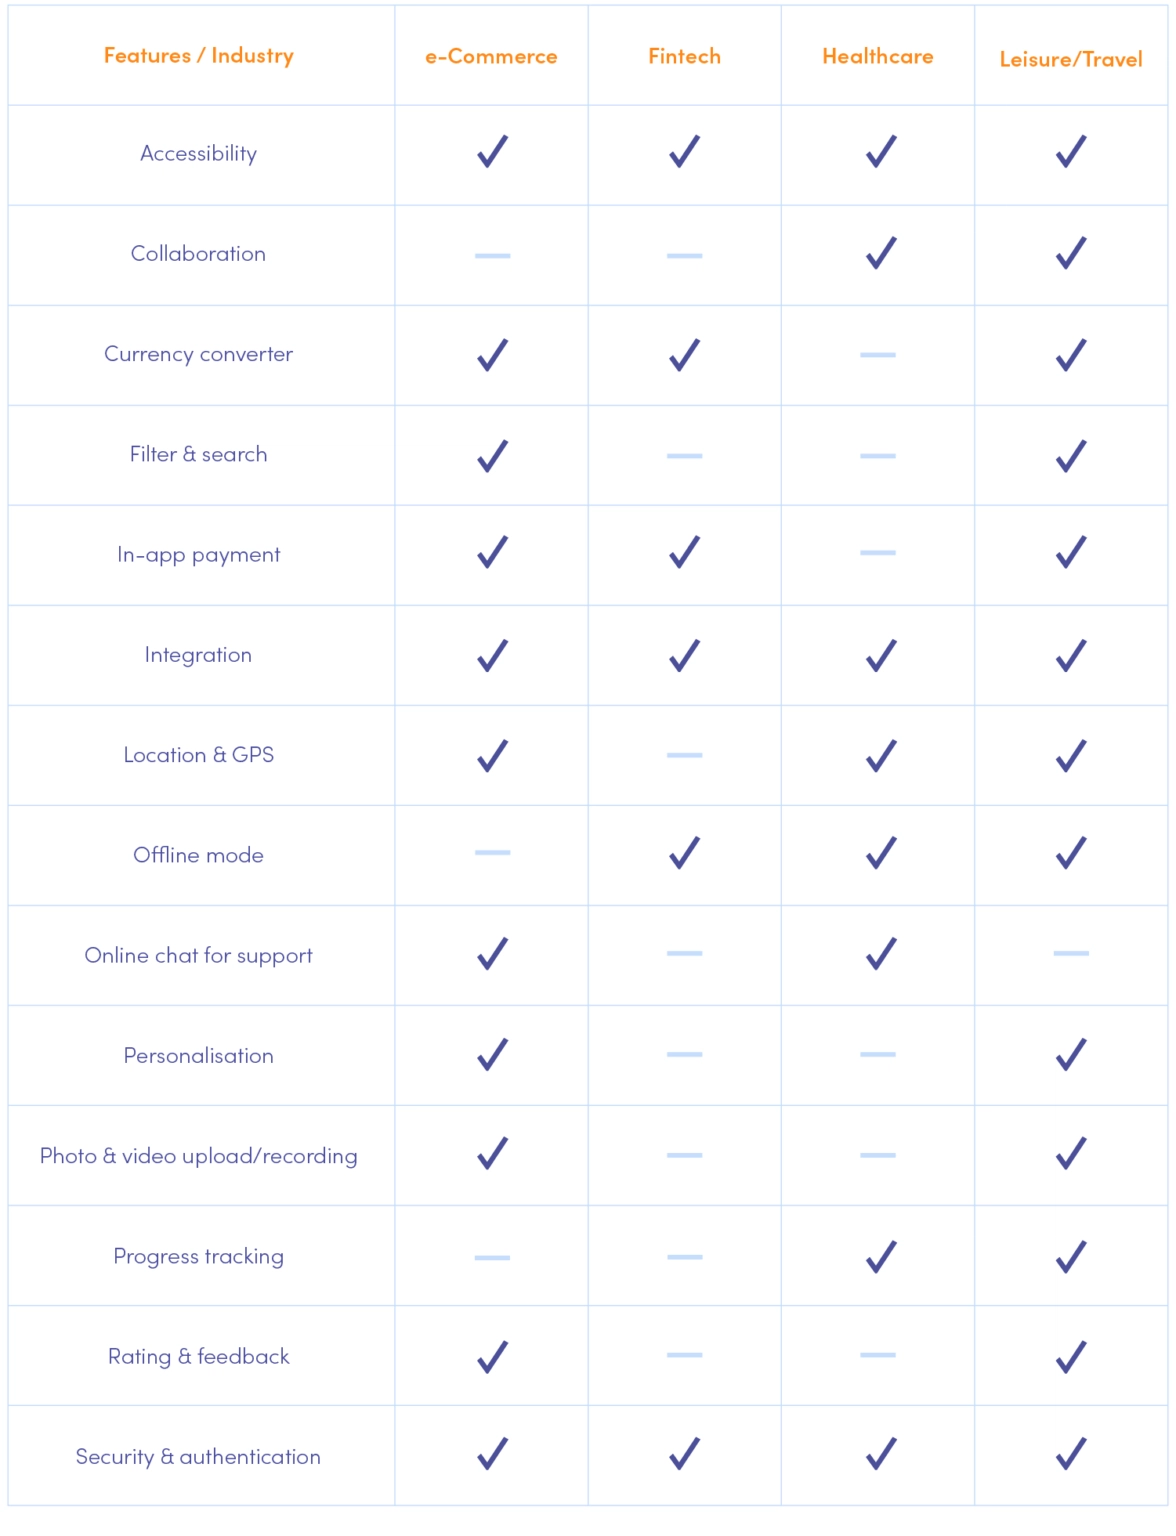 Features / Industry e-Commerce Fintech Healthcare Leisure/Travel
Accessibility
Collaboration
Currency converter
Filter & search
In-app payment
Integration
Location & GPS
Offline mode
Online chat for support
Personalisation
Photo & video upload/recording
Progress tracking
Rating & feedback
Security & authentication